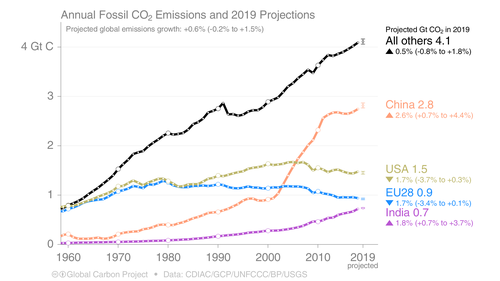 Annual Fossil CO₂ Emissions and 2019 Projections
Projected global emissions growth: +0.6% (-0.2% to +1.5%)
Projected Gt CO₂ in 2019
All others 4.1
▲ 0.5% (-0.8% to +1.8%)
China 2.8
▲ 2.6% (+0.7% to +4.4%)
USA 1.5
▼ 1.7% (-3.7% to +0.3%)
EU28 0.9
▼ 1.7% (-3.4% to +0.1%)
India 0.7
▲ 1.8% (+0.7% to +3.7%)
4 Gt C
3
2
1
0
1960 1970 1980 1990 2000 2010 2019
projected
Global Carbon Project • Data: CDIAC/GCP/UNFCCC/BP/USGS